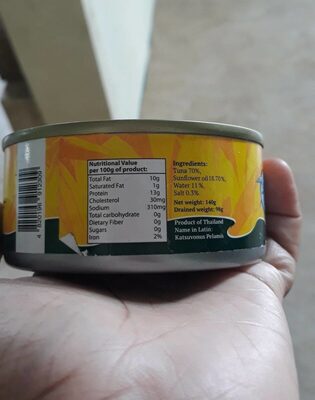 Nutritional Value
per 100g of product:
Total Fat 10g
Saturated Fat 1g
Protein 13g
Cholesterol 30mg
Sodium 310mg
Total carbohydrate 0g
Dietary Fiber 0g
Sugars 0g
Iron 2%
Ingredients:
Tuna 70%,
Sunflower oil 18.70%,
Water 11 %,
Salt 0.3%
Net weight: 140g
Drained weight: 98g
Product of Thailand
Name in Latin:
Katsuvonus Pelamis